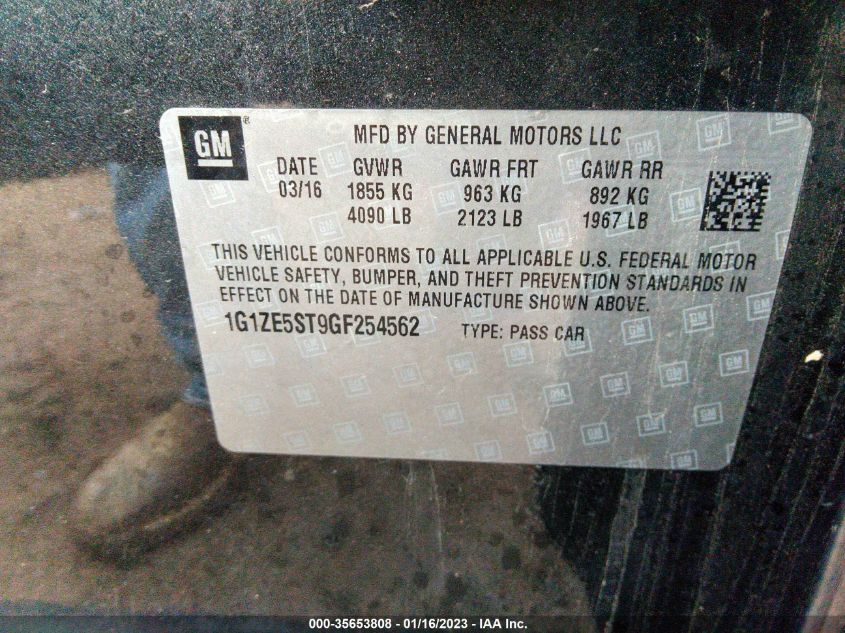 GM ® MFD BY GENERAL MOTORS LLC
DATE GVWR GAWR FRT GAWR RR
03/16 1855 KG 963 KG 892 KG
4090 LB 2123 LB 1967 LB
THIS VEHICLE CONFORMS TO ALL APPLICABLE U.S. FEDERAL MOTOR
VEHICLE SAFETY, BUMPER, AND THEFT PREVENTION STANDARDS IN
EFFECT ON THE DATE OF MANUFACTURE SHOWN ABOVE.
1G1ZE5ST9GF254562 TYPE: PASS CAR
000-35653808 - 01/16/2023 - IAA Inc.